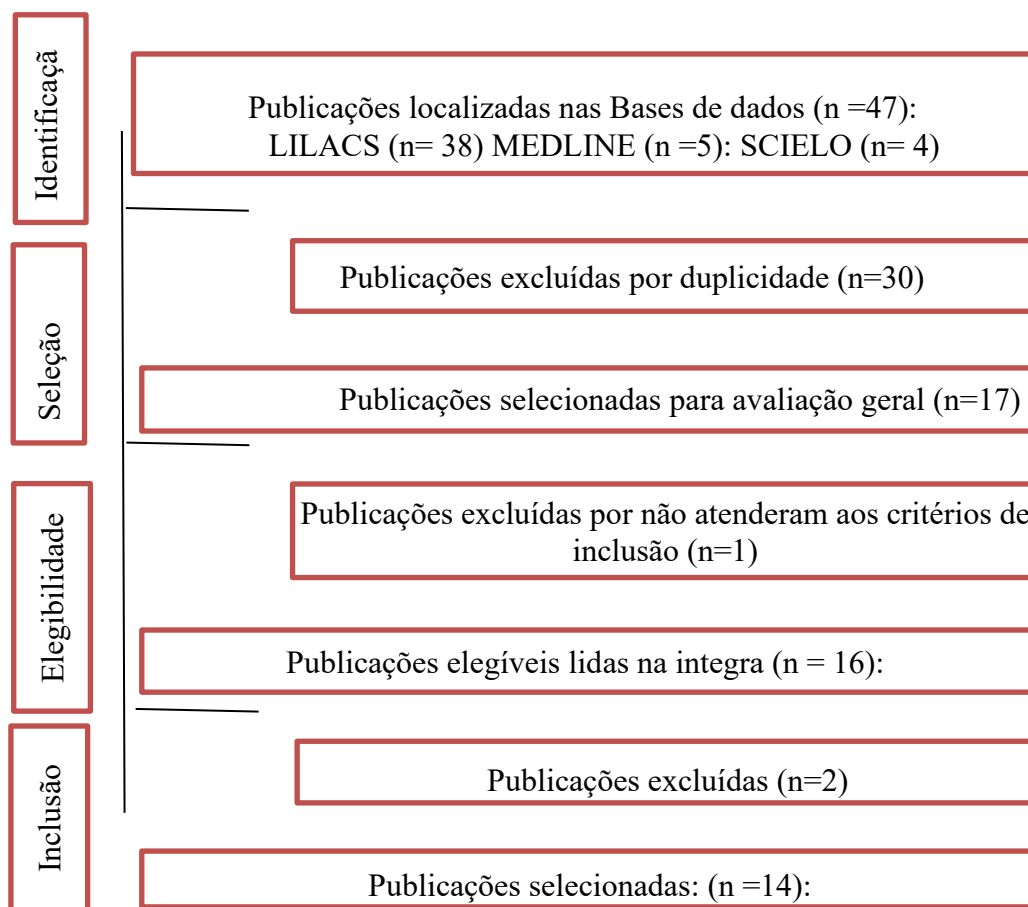 Identificaçã
Publicações localizadas nas Bases de dados (n =47):
LILACS (n= 38) MEDLINE (n =5): SCIELO (n= 4)
Publicações excluídas por duplicidade (n=30)
Seleção
Publicações selecionadas para avaliação geral (n=17)
Publicações excluídas por não atenderam aos critérios de
inclusão (n=1)
Elegibilidade
Publicações elegíveis lidas na integra (n = 16):
Publicações excluídas (n=2)
Inclusão
Publicações selecionadas: (n =14):